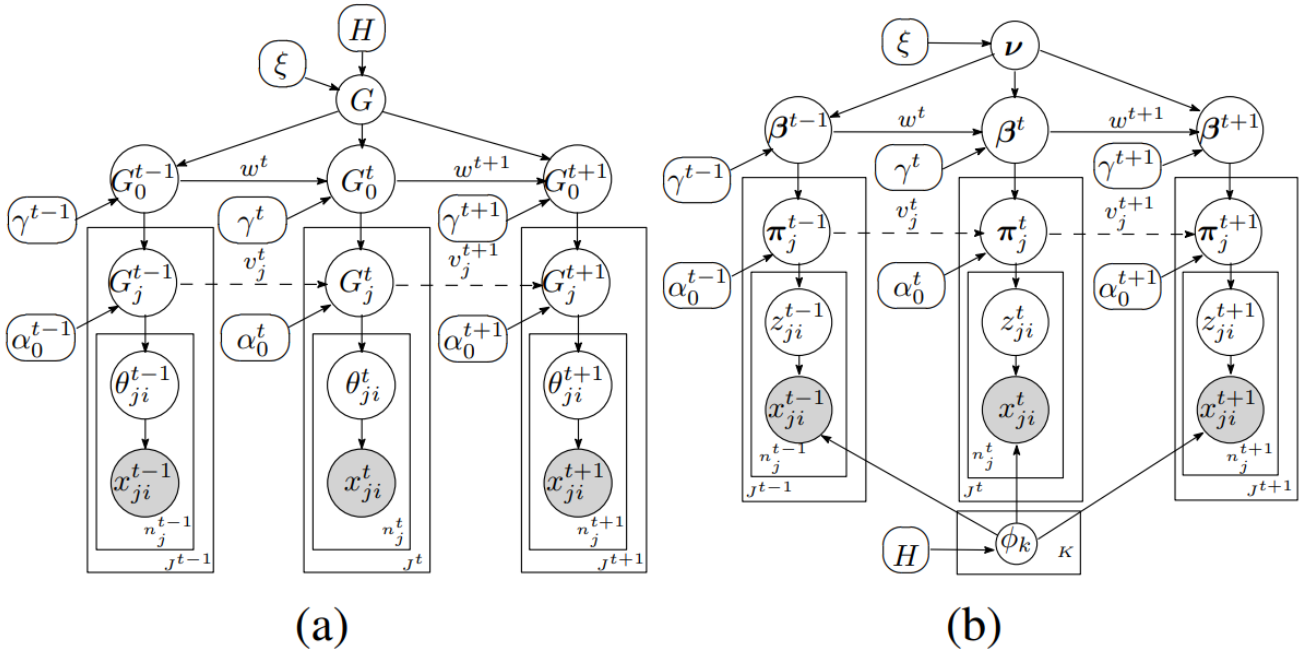 H
ξ
G
G_0^{t-1} w^t G_0^t w^{t+1} G_0^{t+1}
γ^{t-1} γ^t γ^{t+1}
v_j^t v_j^{t+1}
G_j^{t-1} G_j^t G_j^{t+1}
α_0^{t-1} α_0^t α_0^{t+1}
θ_{ji}^{t-1} θ_{ji}^t θ_{ji}^{t+1}
x_{ji}^{t-1} x_{ji}^t x_{ji}^{t+1}
n_j^{t-1} n_j^t n_j^{t+1}
J^{t-1} J^t J^{t+1}
(a)
ξ ν
β^{t-1} w^t β^t w^{t+1} β^{t+1}
γ^{t-1} γ^t γ^{t+1}
v_j^t v_j^{t+1}
π_j^{t-1} π_j^t π_j^{t+1}
α_0^{t-1} α_0^t α_0^{t+1}
z_{ji}^{t-1} z_{ji}^t z_{ji}^{t+1}
x_{ji}^{t-1} x_{ji}^t x_{ji}^{t+1}
n_j^{t-1} n_j^t n_j^{t+1}
J^{t-1} J^t J^{t+1}
H ϕ_k K
(b)